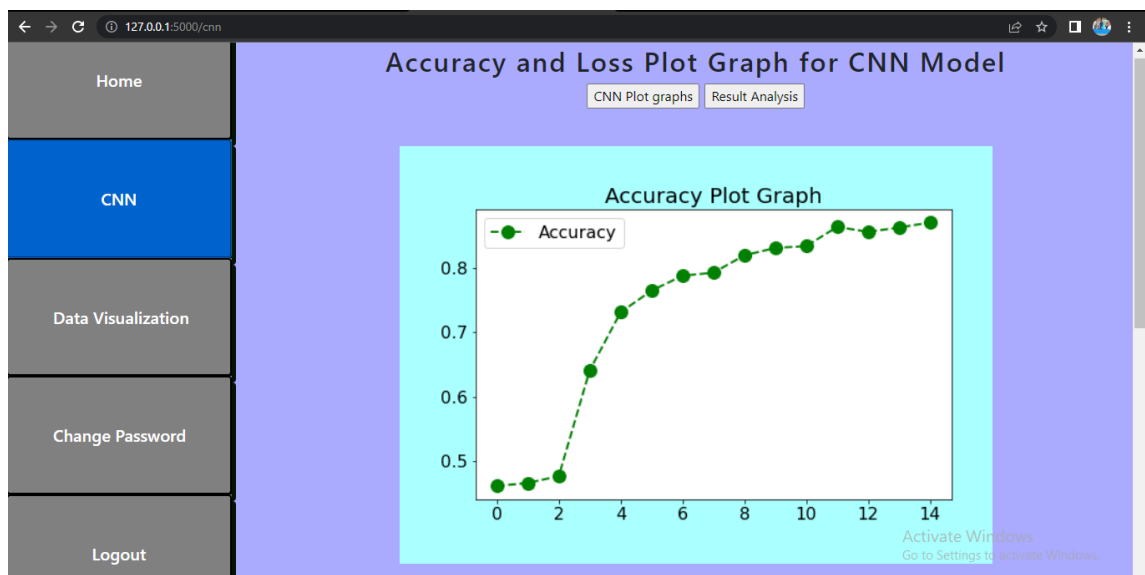 127.0.0.1:5000/cnn
Home
CNN
Data Visualization
Change Password
Logout
Accuracy and Loss Plot Graph for CNN Model
CNN Plot graphs Result Analysis
Accuracy Plot Graph
Accuracy
0.8
0.7
0.6
0.5
0 2 4 6 8 10 12 14
Activate Windows
Go to Settings to activate Windows.